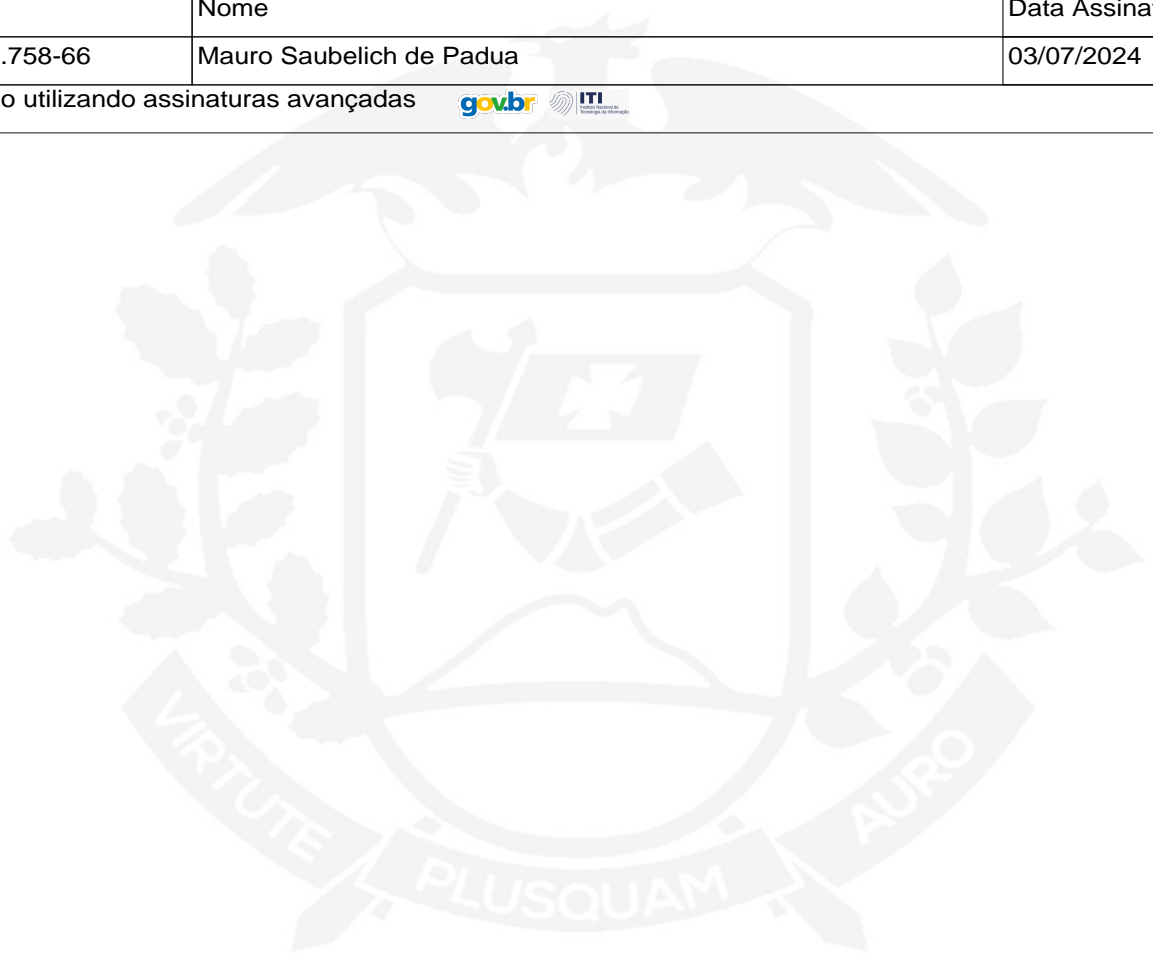 Nome Data Assina
.758-66 Mauro Saubelich de Padua 03/07/2024
o utilizando assinaturas avançadas gov.br ITI
VIRTUTE PLUSQUAM AURO